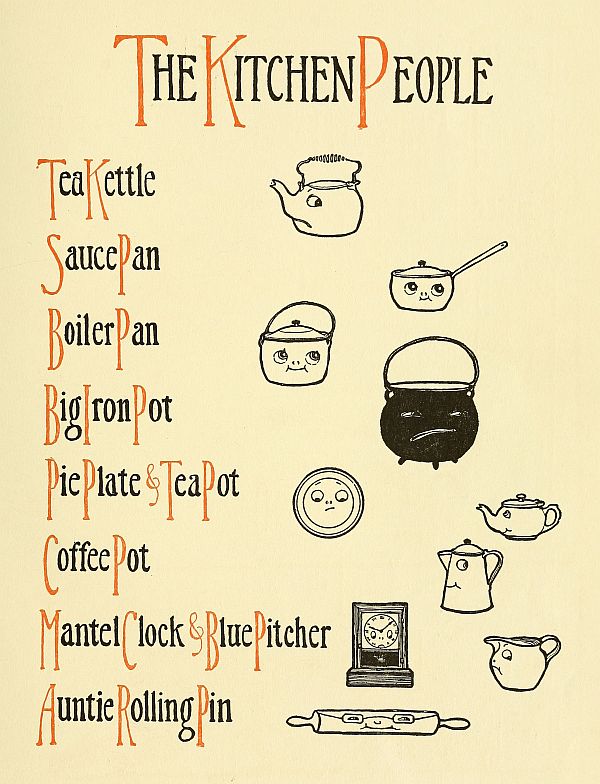 THE KITCHEN PEOPLE
Tea Kettle
Sauce Pan
Boiler Pan
Big Iron Pot
Pie Plate & Tea Pot
Coffee Pot
Mantel Clock & Blue Pitcher
Auntie Rolling Pin